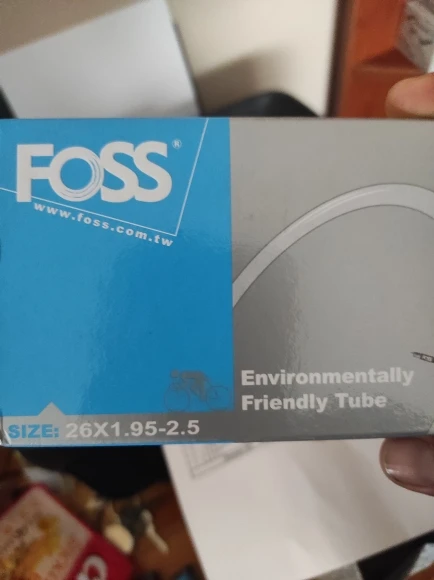 FOSS®
www.foss.com.tw
Environmentally
Friendly Tube
SIZE: 26X1.95-2.5